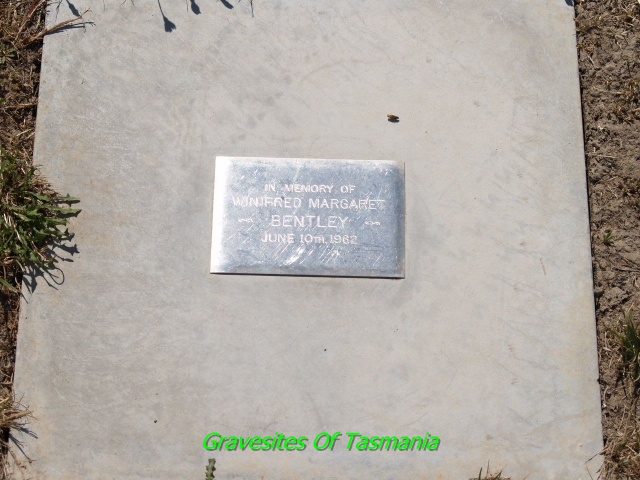 IN MEMORY OF
WINIFRED MARGARET
BENTLEY
JUNE 10TH. 1962
Gravesites Of Tasmania